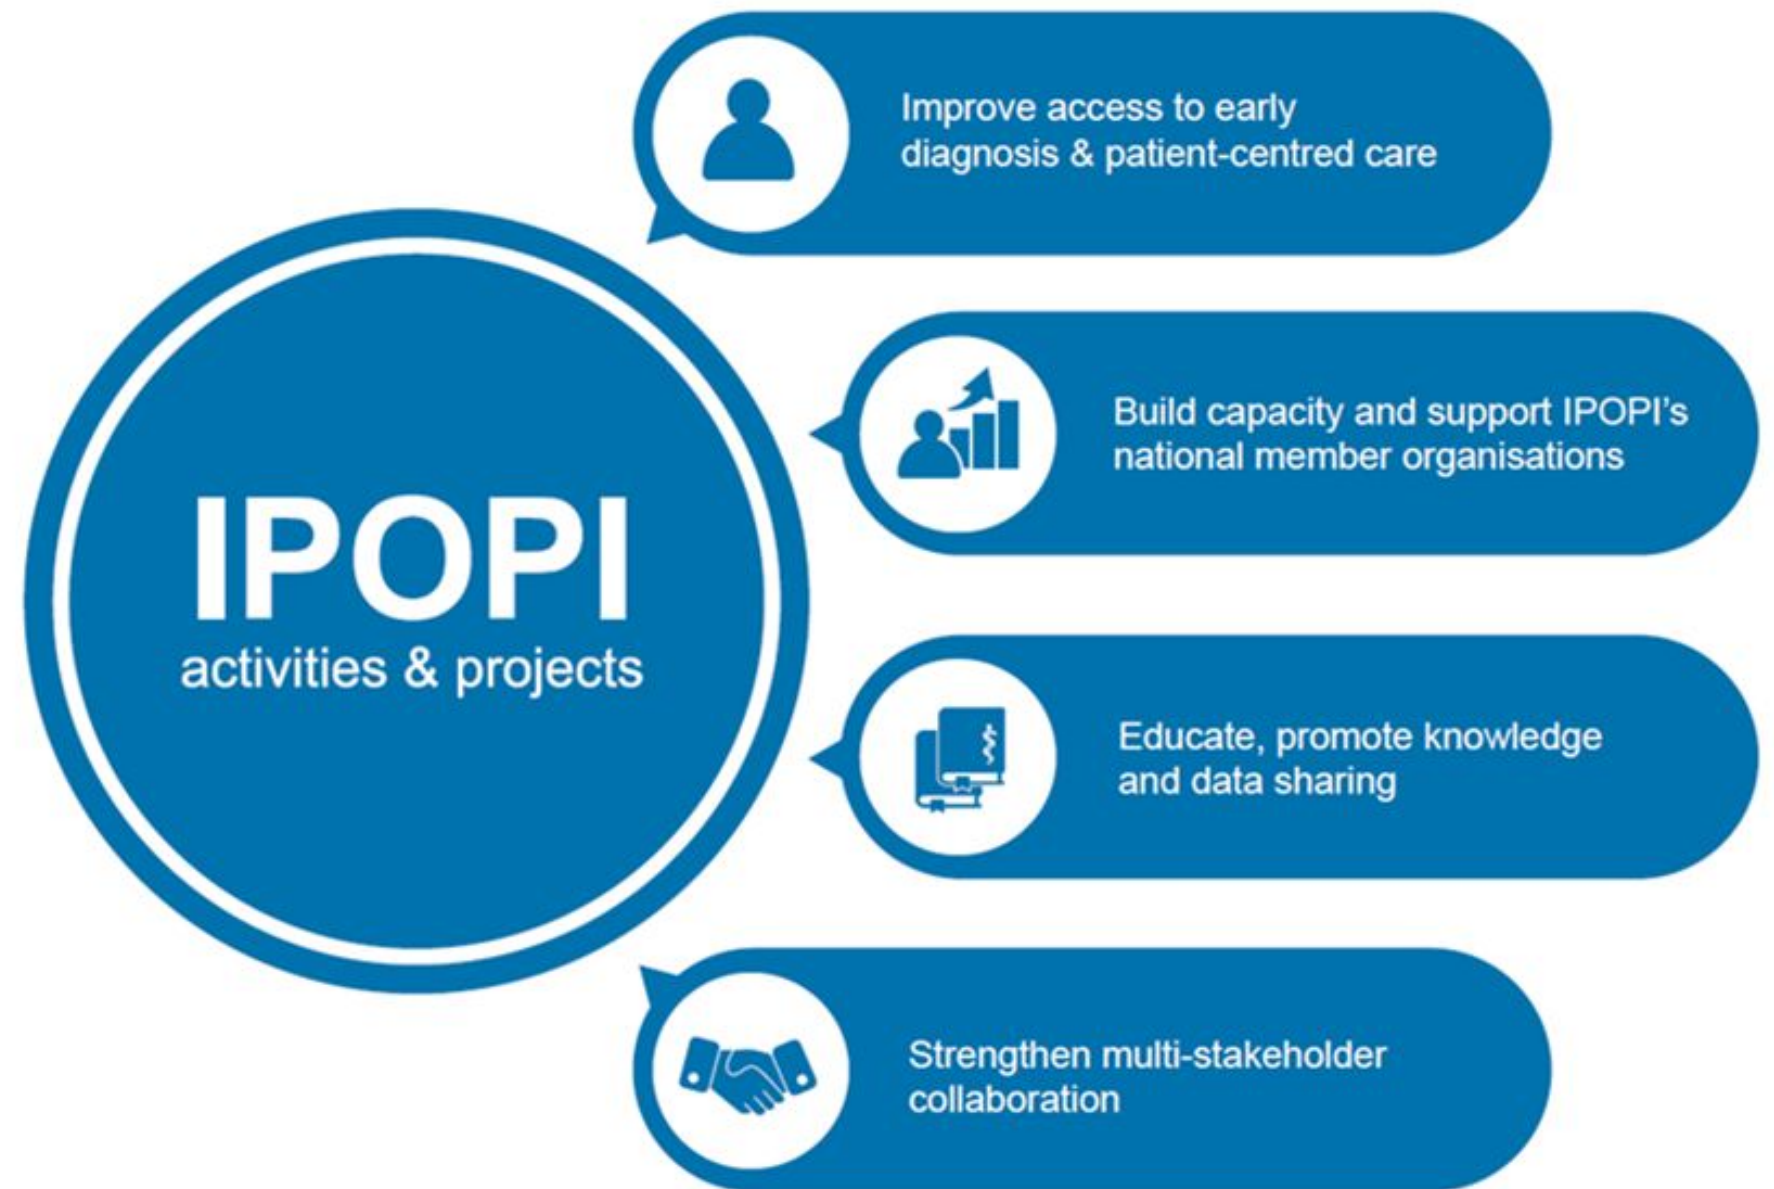 IPOPI
activities & projects
Improve access to early
diagnosis & patient-centred care
Build capacity and support IPOPI's
national member organisations
Educate, promote knowledge
and data sharing
Strengthen multi-stakeholder
collaboration